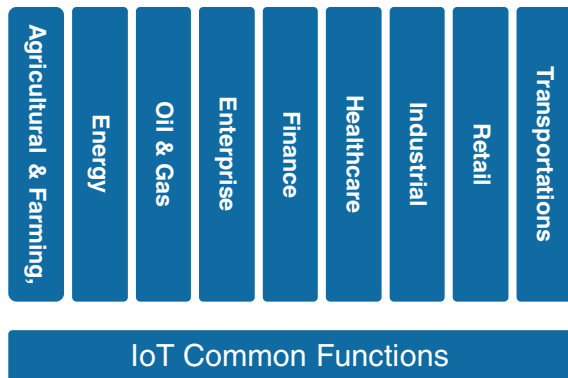 Agricultural & Farming,
Energy
Oil & Gas
Enterprise
Finance
Healthcare
Industrial
Retail
Transportations
IoT Common Functions